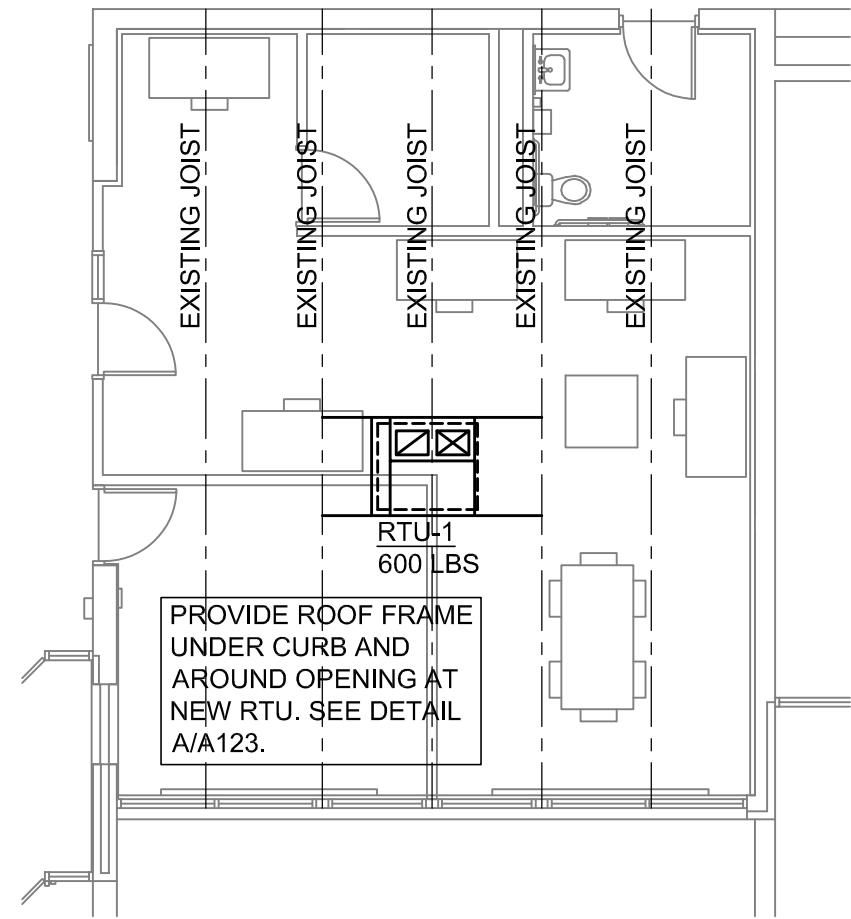 EXISTING JOIST
EXISTING JOIST
EXISTING JOIST
EXISTING JOIST
EXISTING JOIST
RTU-1
600 LBS
PROVIDE ROOF FRAME
UNDER CURB AND
AROUND OPENING AT
NEW RTU. SEE DETAIL
A/A123.